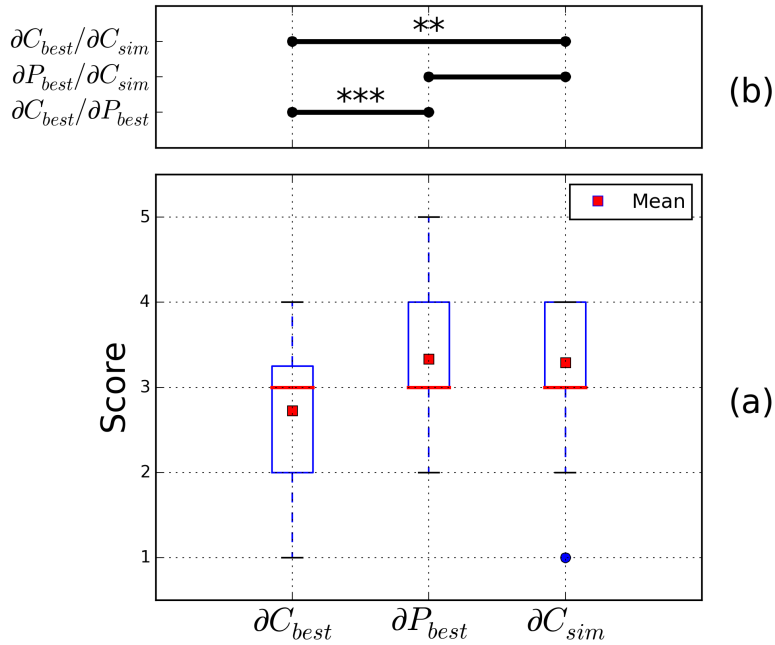 **
∂C_best/∂C_sim
∂P_best/∂C_sim
***
∂C_best/∂P_best
(b)
Mean
5
4
3
2
1
Score
(a)
∂C_best ∂P_best ∂C_sim